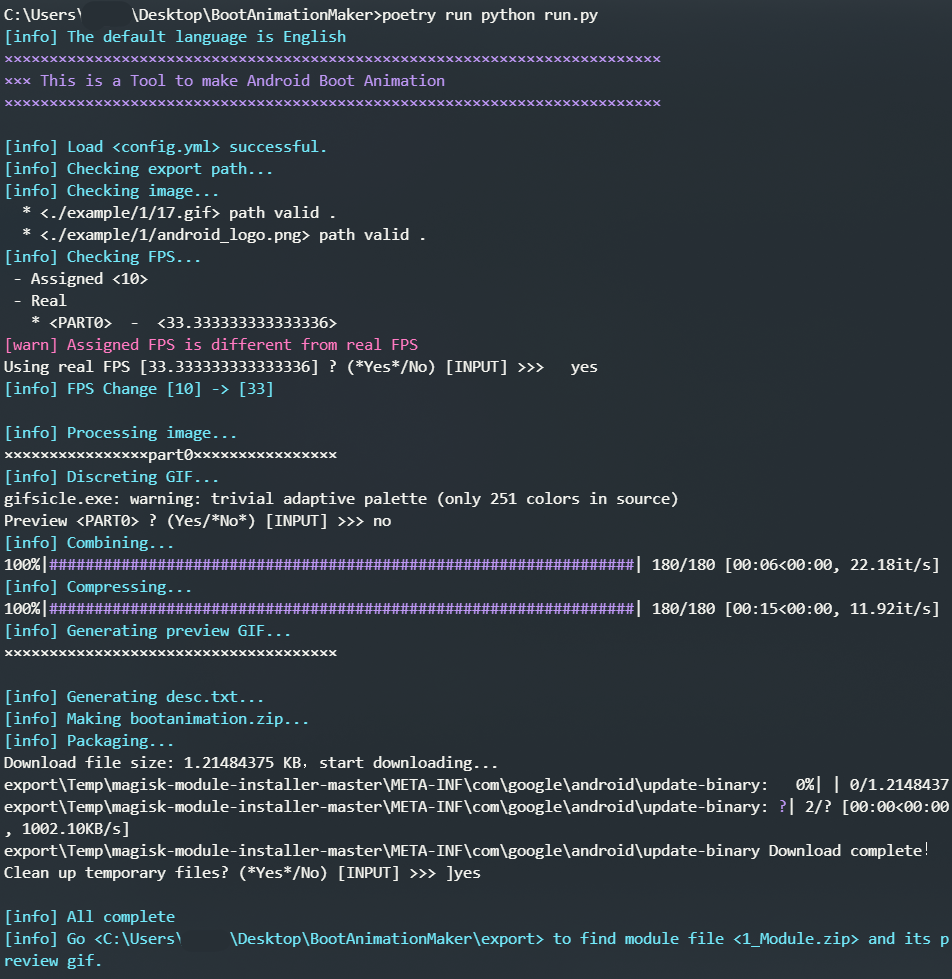 C:\Users\ \Desktop\BootAnimationMaker>poetry run python run.py
[info] The default language is English
×××××××××××××××××××××××××××××××××××××××××××××××××××××××××××××××××××××××××
××× This is a Tool to make Android Boot Animation
×××××××××××××××××××××××××××××××××××××××××××××××××××××××××××××××××××××××××
[info] Load <config.yml> successful.
[info] Checking export path...
[info] Checking image...
  * <./example/1/17.gif> path valid .
  * <./example/1/android_logo.png> path valid .
[info] Checking FPS...
 - Assigned <10>
 - Real
   * <PART0>  -  <33.333333333333336>
[warn] Assigned FPS is different from real FPS
Using real FPS [33.333333333333336] ? (*Yes*/No) [INPUT] >>>   yes
[info] FPS Change [10] -> [33]
[info] Processing image...
××××××××××××××××part0××××××××××××××××
[info] Discreting GIF...
gifsicle.exe: warning: trivial adaptive palette (only 251 colors in source)
Preview <PART0> ? (Yes/*No*) [INPUT] >>> no
[info] Combining...
100%|#################################################################| 180/180 [00:06<00:00, 22.18it/s]
[info] Compressing...
100%|#################################################################| 180/180 [00:15<00:00, 11.92it/s]
[info] Generating preview GIF...
×××××××××××××××××××××××××××××××××××××
[info] Generating desc.txt...
[info] Making bootanimation.zip...
[info] Packaging...
Download file size: 1.21484375 KB, start downloading...
export\Temp\magisk-module-installer-master\META-INF\com\google\android\update-binary:   0%| | 0/1.2148437
export\Temp\magisk-module-installer-master\META-INF\com\google\android\update-binary: ?| 2/? [00:00<00:00
, 1002.10KB/s]
export\Temp\magisk-module-installer-master\META-INF\com\google\android\update-binary Download complete!
Clean up temporary files? (*Yes*/No) [INPUT] >>> ]yes
[info] All complete
[info] Go <C:\Users\ \Desktop\BootAnimationMaker\export> to find module file <1_Module.zip> and its p
review gif.